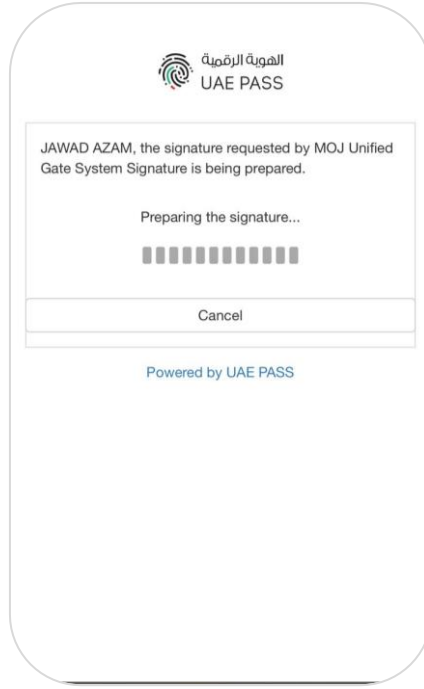 الهوية الرقمية
UAE PASS
JAWAD AZAM, the signature requested by MOJ Unified
Gate System Signature is being prepared.
Preparing the signature...
Cancel
Powered by UAE PASS